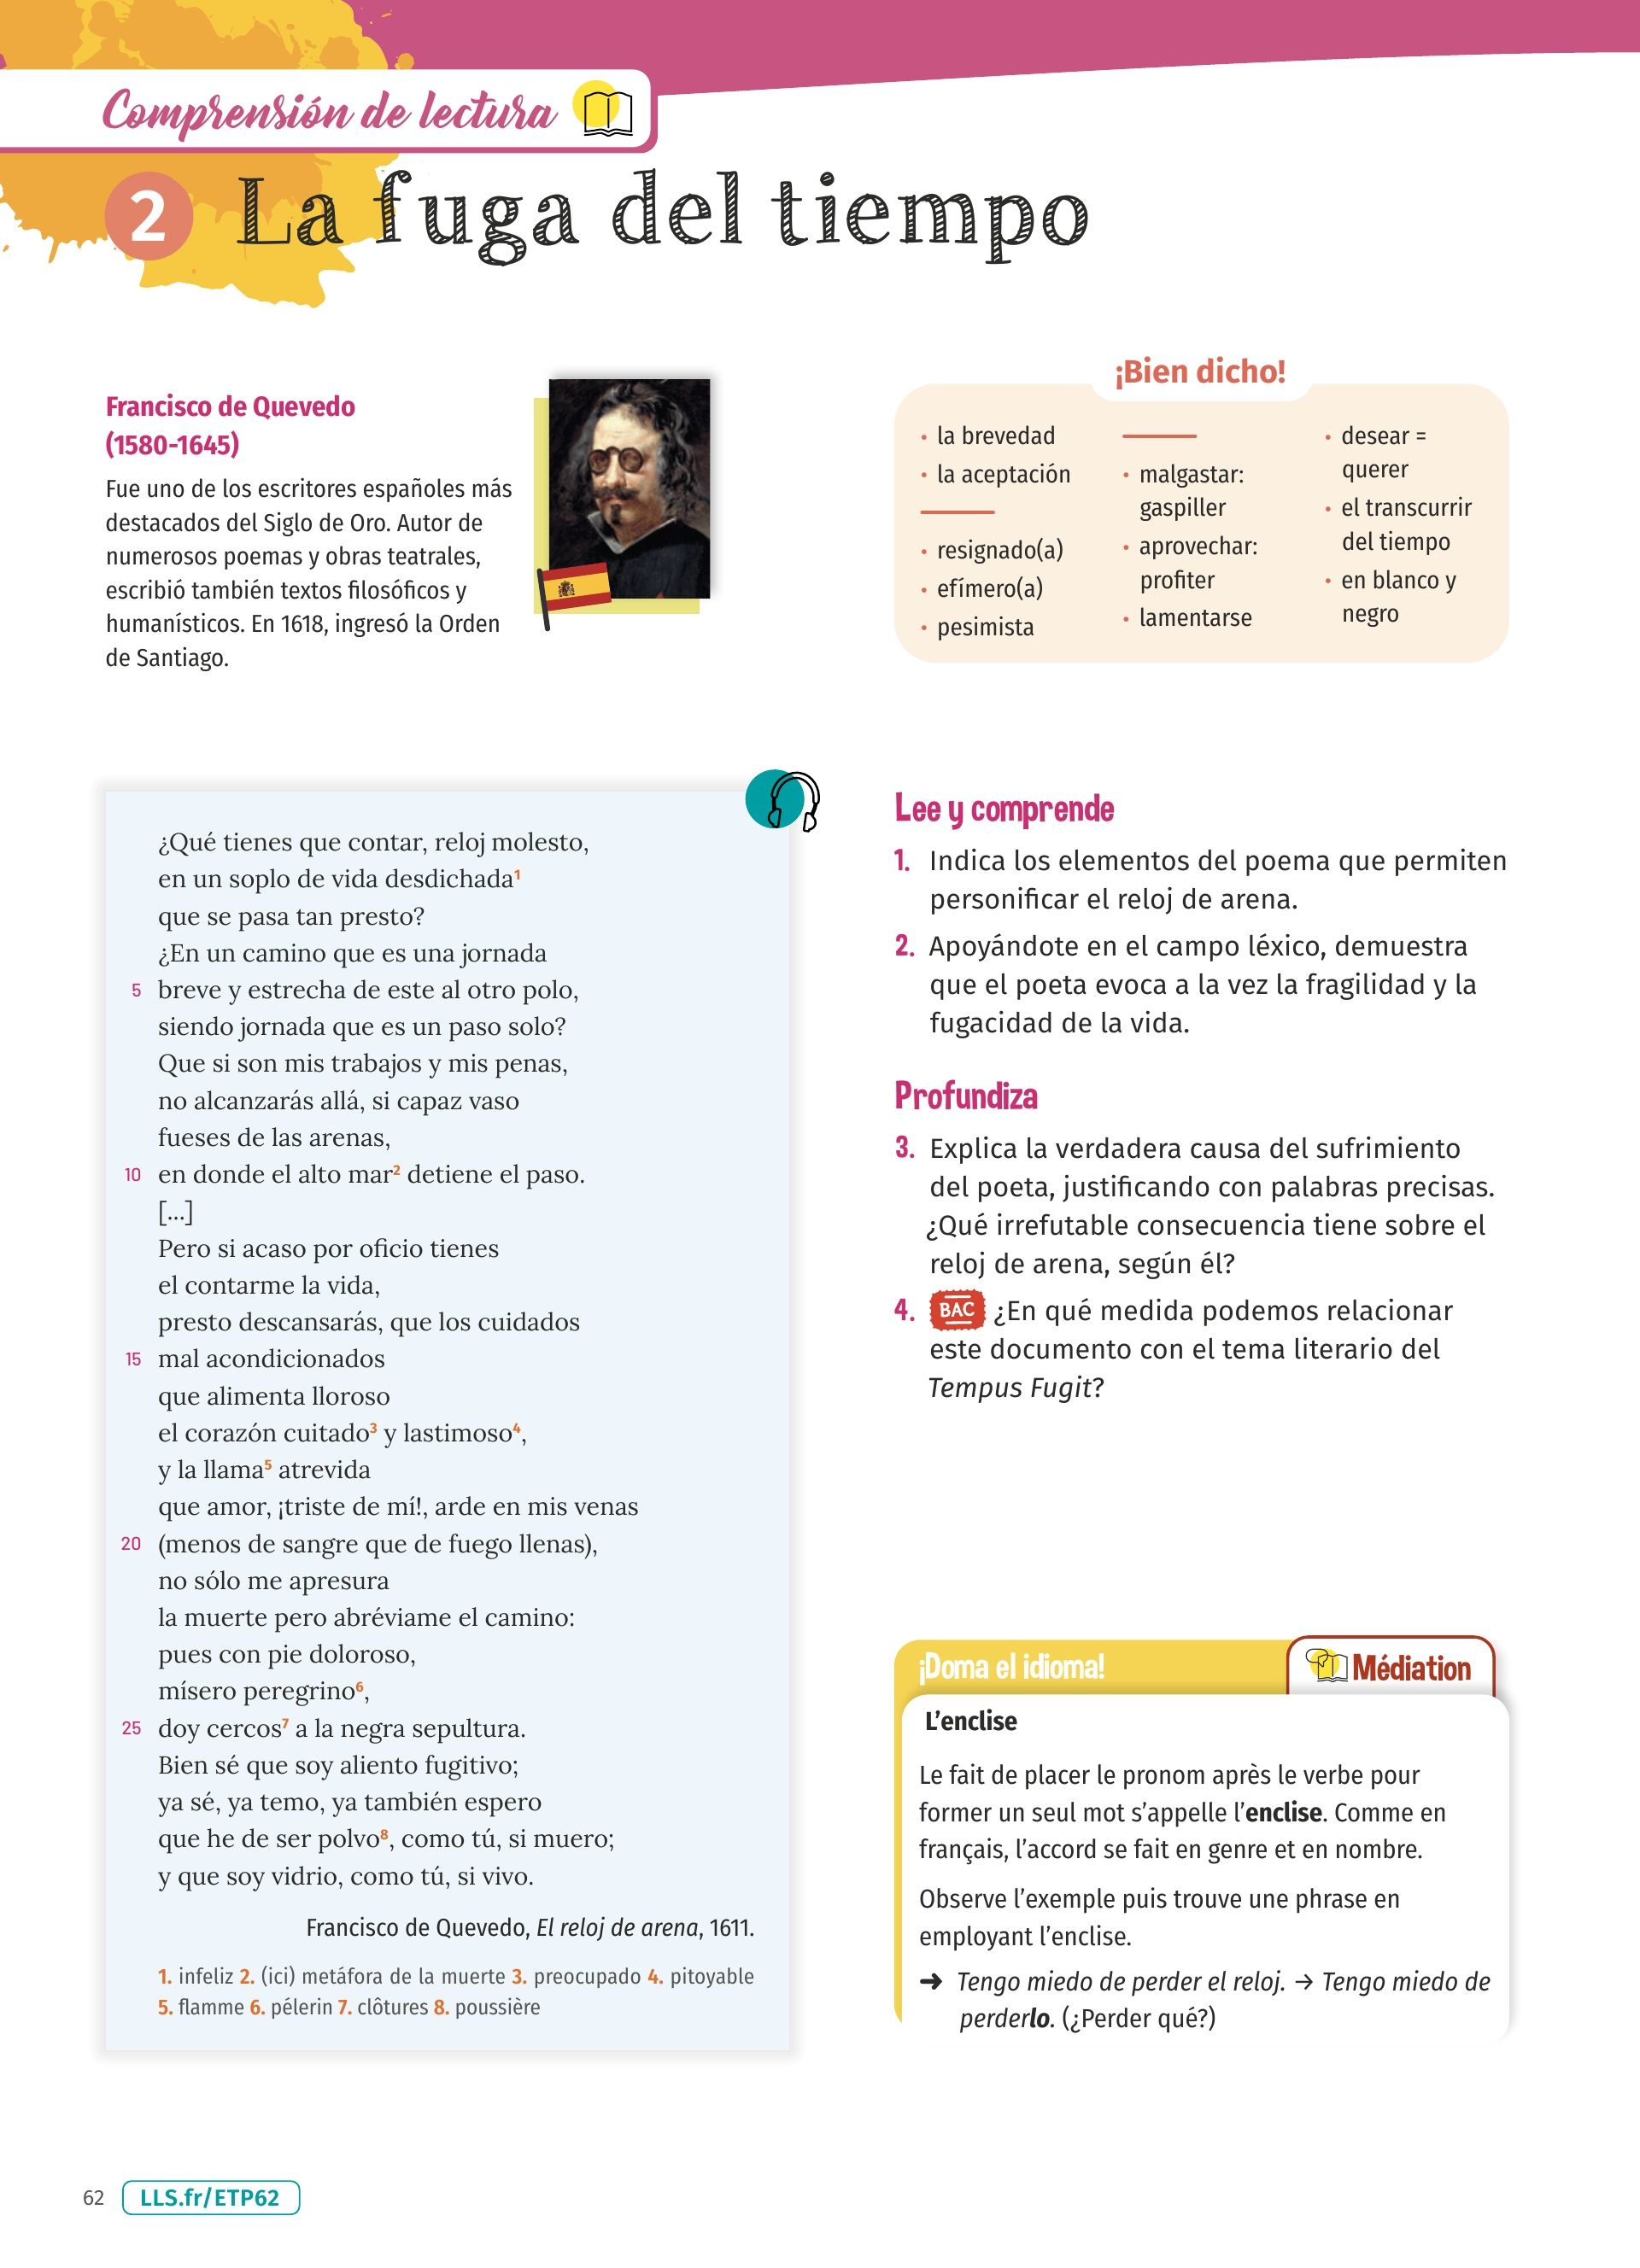 Comprensión de lectura
2 La fuga del tiempo
Francisco de Quevedo
(1580-1645)
Fue uno de los escritores españoles más
destacados del Siglo de Oro. Autor de
numerosos poemas y obras teatrales,
escribió también textos filosóficos y
humanísticos. En 1618, ingresó la Orden
de Santiago.
¡Bien dicho!
• la brevedad
• la aceptación
• resignado(a)
• efímero(a)
• pesimista
• malgastar:
gaspiller
• aprovechar:
profiter
• lamentarse
• desear =
querer
• el transcurrir
del tiempo
• en blanco y
negro
¿Qué tienes que contar, reloj molesto,
en un soplo de vida desdichada1
que se pasa tan presto?
¿En un camino que es una jornada
5 breve y estrecha de este al otro polo,
siendo jornada que es un paso solo?
Que si son mis trabajos y mis penas,
no alcanzarás allá, si capaz vaso
fueses de las arenas,
10 en donde el alto mar2 detiene el paso.
[...]
Pero si acaso por oficio tienes
el contarme la vida,
presto descansarás, que los cuidados
15 mal acondicionados
que alimenta lloroso
el corazón cuitado3 y lastimoso4,
y la llama5 atrevida
que amor, ¡triste de mí!, arde en mis venas
20 (menos de sangre que de fuego llenas),
no sólo me apresura
la muerte pero abréviame el camino:
pues con pie doloroso,
mísero peregrino6,
25 doy cercos7 a la negra sepultura.
Bien sé que soy aliento fugitivo;
ya sé, ya temo, ya también espero
que he de ser polvo8, como tú, si muero;
y que soy vidrio, como tú, si vivo.
Francisco de Quevedo, El reloj de arena, 1611.
1. infeliz 2. (ici) metáfora de la muerte 3. preocupado 4. pitoyable
5. flamme 6. pélerin 7. clôtures 8. poussière
Lee y comprende
1. Indica los elementos del poema que permiten
personificar el reloj de arena.
2. Apoyándote en el campo léxico, demuestra
que el poeta evoca a la vez la fragilidad y la
fugacidad de la vida.
Profundiza
3. Explica la verdadera causa del sufrimiento
del poeta, justificando con palabras precisas.
¿Qué irrefutable consecuencia tiene sobre el
reloj de arena, según él?
4. BAC ¿En qué medida podemos relacionar
este documento con el tema literario del
Tempus Fugit?
¡Doma el idioma!
Médiation
L'enclise
Le fait de placer le pronom après le verbe pour
former un seul mot s'appelle l'enclise. Comme en
français, l'accord se fait en genre et en nombre.
Observe l'exemple puis trouve une phrase en
employant l'enclise.
➜ Tengo miedo de perder el reloj. → Tengo miedo de
perderlo. (¿Perder qué?)
62 LLS.fr/ETP62